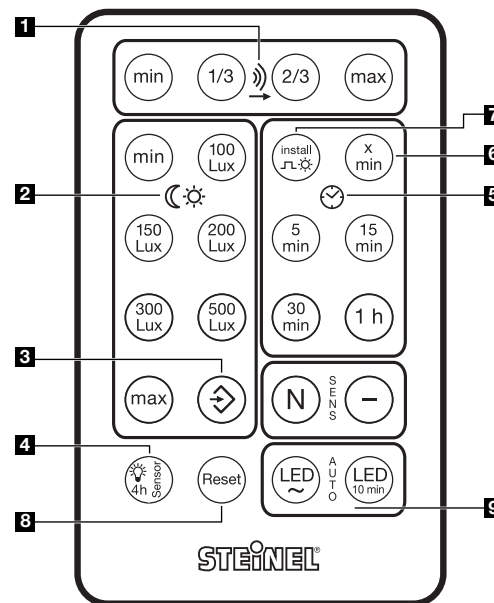 1
min 1/3 2/3 max
7
min 100 Lux install x min
6
2
5
150 Lux 200 Lux 5 min 15 min
300 Lux 500 Lux 30 min 1 h
3
max N SENS −
4
4h Sensor Reset LED ~ AUTO LED 10 min
8
9
STEINEL®